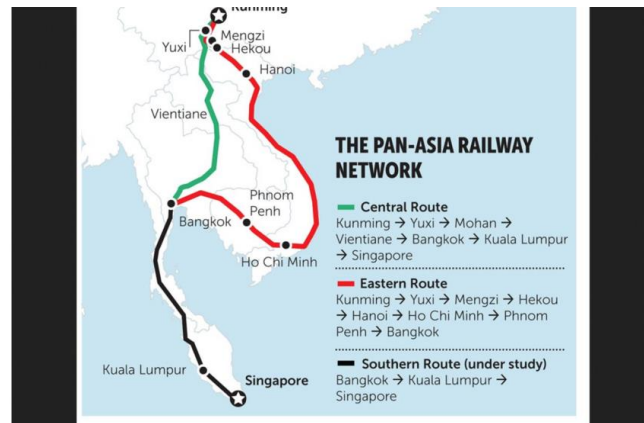 Kunming
Yuxi
Mengzi
Hekou
Hanoi
Vientiane
Phnom
Penh
Bangkok
Ho Chi Minh
Kuala Lumpur
Singapore
THE PAN-ASIA RAILWAY
NETWORK
Central Route
Kunming → Yuxi → Mohan →
Vientiane → Bangkok → Kuala Lumpur
→ Singapore
Eastern Route
Kunming → Yuxi → Mengzi → Hekou
→ Hanoi → Ho Chi Minh → Phnom
Penh → Bangkok
Southern Route (under study)
Bangkok → Kuala Lumpur →
Singapore